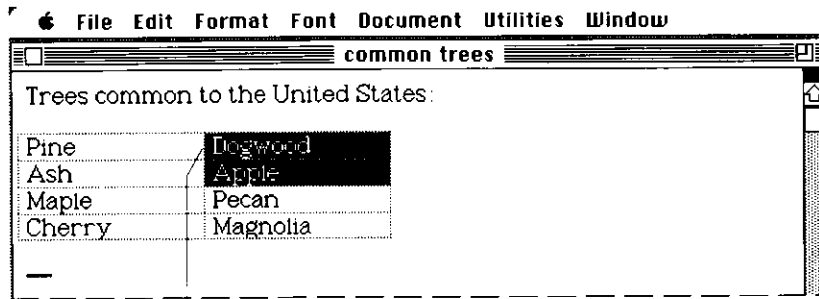 File Edit Format Font Document Utilities Window
common trees
Trees common to the United States:
Pine Dogwood
Ash Apple
Maple Pecan
Cherry Magnolia